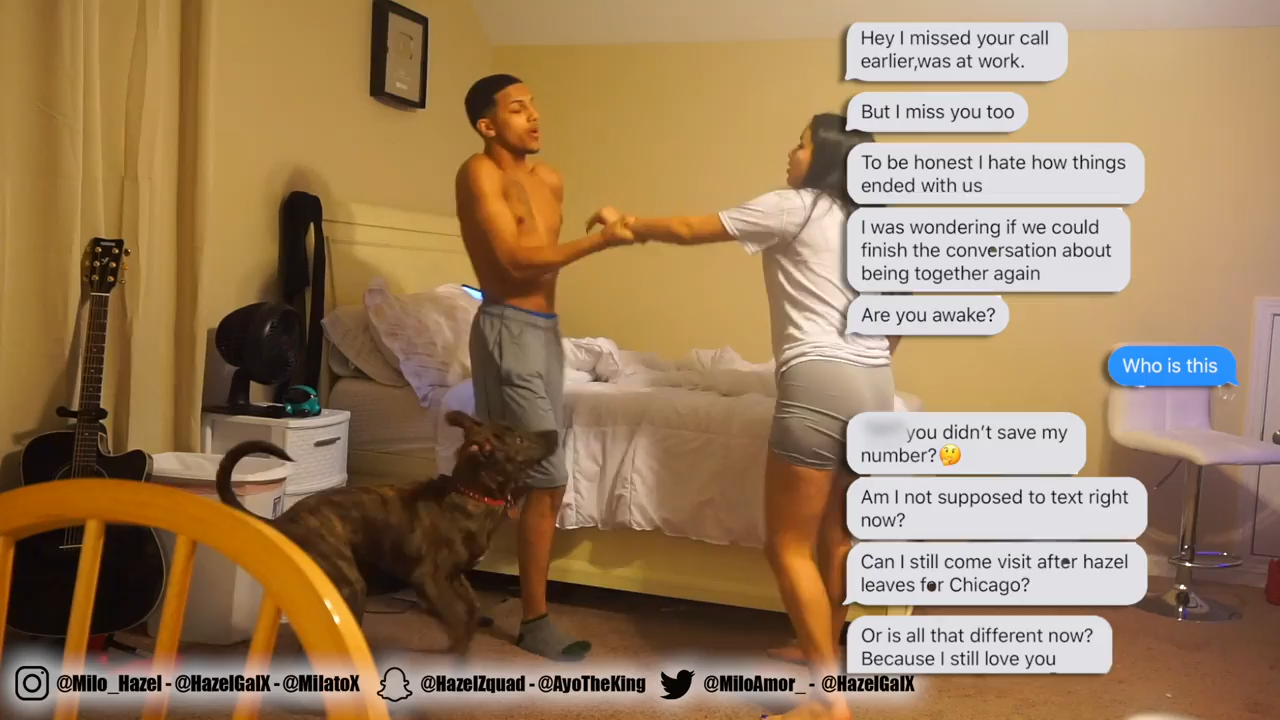 Hey I missed your call
earlier,was at work.
But I miss you too
To be honest I hate how things
ended with us
I was wondering if we could
finish the conversation about
being together again
Are you awake?
Who is this
you didn't save my
number?🤔
Am I not supposed to text right
now?
Can I still come visit after hazel
leaves for Chicago?
Or is all that different now?
Because I still love you
@Milo_Hazel - @HazelGalX - @MilatoX @HazelZquad - @AyoTheKing @MiloAmor_ - @HazelGalX